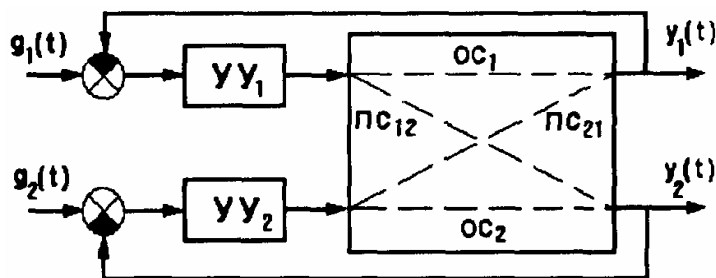 g₁(t)
УУ₁
ОС₁
y₁(t)
ПС₁₂
ПС₂₁
g₂(t)
УУ₂
ОС₂
y₂(t)